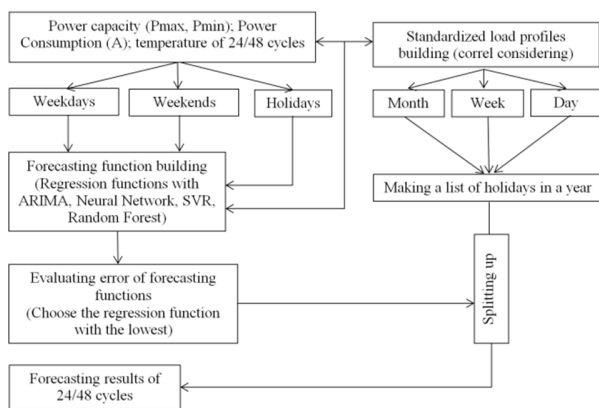 Power capacity (Pmax, Pmin); Power
Consumption (A); temperature of 24/48 cycles
Standardized load profiles
building (correl considering)
Weekdays
Weekends
Holidays
Month
Week
Day
Forecasting function building
(Regression functions with
ARIMA, Neural Network, SVR,
Random Forest)
Making a list of holidays in a year
Evaluating error of forecasting
functions
(Choose the regression function
with the lowest)
Splitting up
Forecasting results of
24/48 cycles